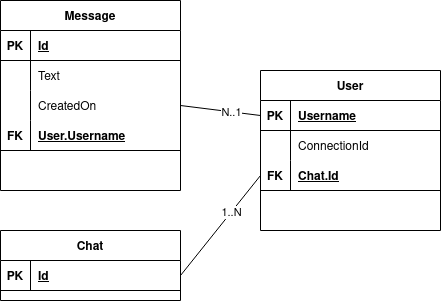 Message
PK Id
Text
CreatedOn
FK User.Username
N..1
User
PK Username
ConnectionId
FK Chat.Id
1..N
Chat
PK Id